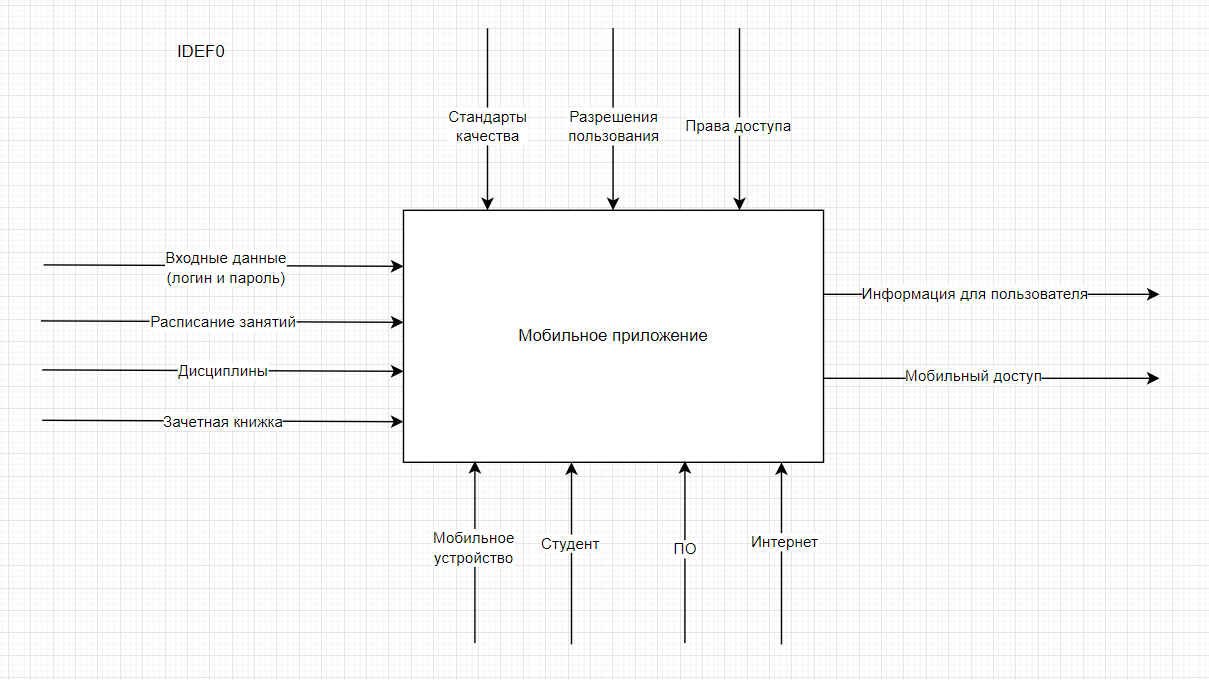 IDEF0
Стандарты
качества
Разрешения
пользования
Права доступа
Входные данные
(логин и пароль)
Расписание занятий
Дисциплины
Зачетная книжка
Мобильное приложение
Информация для пользователя
Мобильный доступ
Мобильное
устройство
Студент
ПО
Интернет